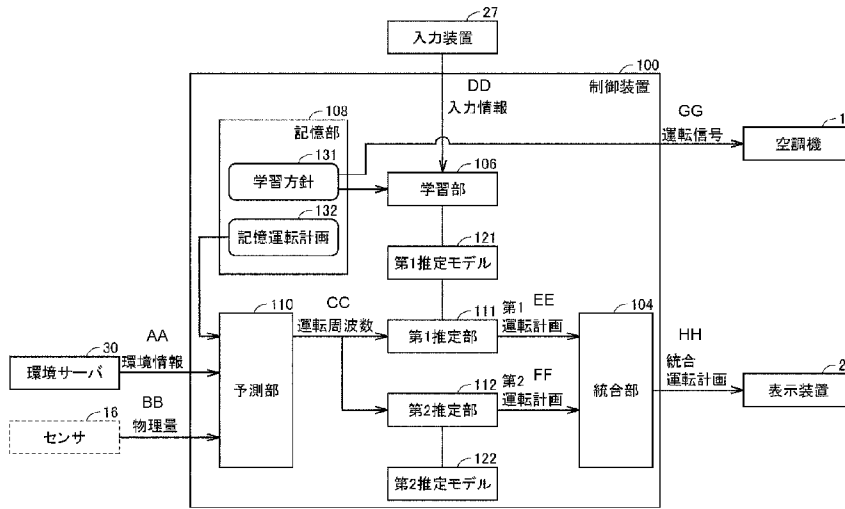 27
入力装置
100
制御装置
DD
入力情報
GG
運転信号
1
空調機
108
記憶部
131
学習方針
106
学習部
132
記憶運転計画
121
第1推定モデル
110
予測部
CC
運転周波数
111
第1推定部
第1 EE
運転計画
104
統合部
30
環境サーバ
AA
環境情報
HH
統合
運転計画
2
表示装置
112
第2推定部
第2 FF
運転計画
16
センサ
BB
物理量
122
第2推定モデル